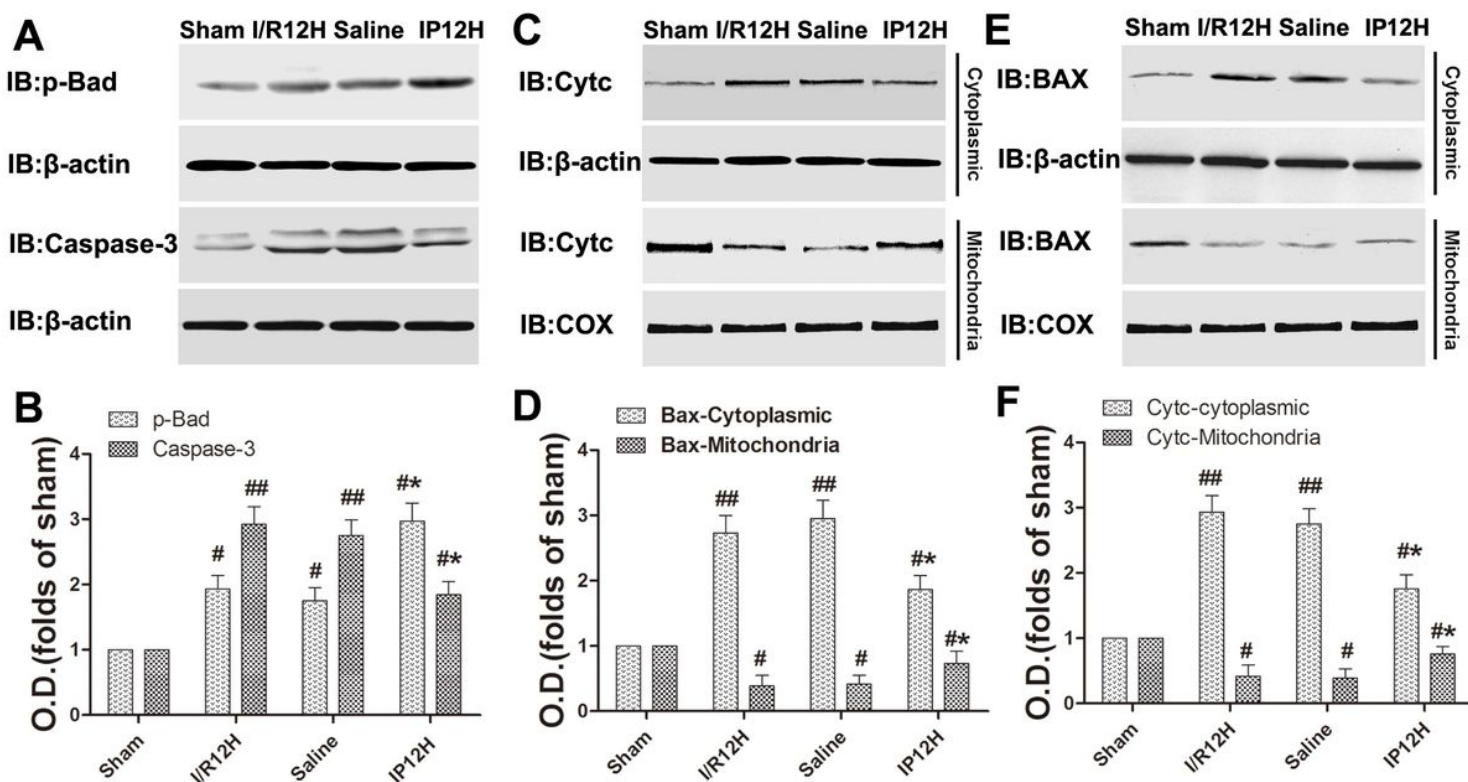 A
Sham I/R12H Saline IP12H
IB:p-Bad
IB:β-actin
IB:Caspase-3
IB:β-actin
C
Sham I/R12H Saline IP12H
IB:Cytc
IB:β-actin
Cytoplasmic
IB:Cytc
IB:COX
Mitochondria
E
Sham I/R12H Saline IP12H
IB:BAX
IB:β-actin
Cytoplasmic
IB:BAX
IB:COX
Mitochondria
B
p-Bad
Caspase-3
O.D.(folds of sham)
4
3
2
1
0
# ## # ## #* #*
Sham I/R12H Saline IP12H
D
Bax-Cytoplasmic
Bax-Mitochondria
O.D.(folds of sham)
4
3
2
1
0
## # ## # #* #*
Sham I/R12H Saline IP12H
F
Cytc-cytoplasmic
Cytc-Mitochondria
O.D.(folds of sham)
4
3
2
1
0
## # ## # #* #*
Sham I/R12H Saline IP12H